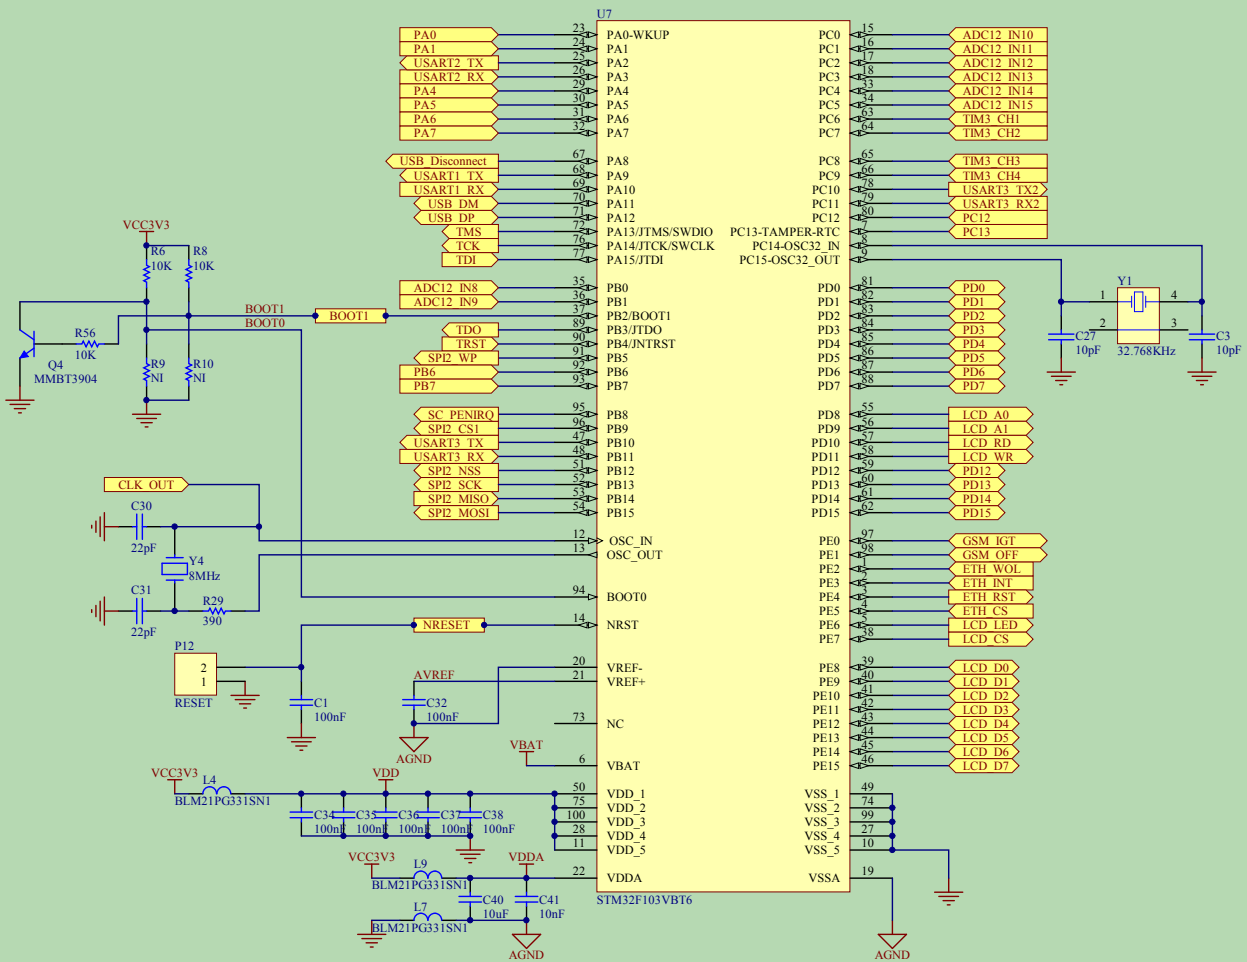 U7
PA0 23 PA0-WKUP PC0 15 ADC12_IN10
PA1 24 PA1 PC1 16 ADC12_IN11
USART2_TX 25 PA2 PC2 17 ADC12_IN12
USART2_RX 26 PA3 PC3 18 ADC12_IN13
PA4 29 PA4 PC4 33 ADC12_IN14
PA5 30 PA5 PC5 34 ADC12_IN15
PA6 31 PA6 PC6 63 TIM3_CH1
PA7 32 PA7 PC7 64 TIM3_CH2
USB_Disconnect 67 PA8 PC8 65 TIM3_CH3
USART1_TX 68 PA9 PC9 66 TIM3_CH4
USART1_RX 69 PA10 PC10 78 USART3_TX2
USB_DM 70 PA11 PC11 79 USART3_RX2
USB_DP 71 PA12 PC12 80 PC12
TMS 72 PA13/JTMS/SWDIO PC13-TAMPER-RTC 7 PC13
TCK 76 PA14/JTCK/SWCLK PC14-OSC32_IN 8
TDI 77 PA15/JTDI PC15-OSC32_OUT 9
VCC3V3
R6 R8
10K 10K
ADC12_IN8 35 PB0 PD0 81 PD0
ADC12_IN9 36 PB1 PD1 82 PD1
BOOT1 BOOT1 37 PB2/BOOT1 PD2 83 PD2
BOOT0
TDO 89 PB3/JTDO PD3 84 PD3
TRST 90 PB4/JNTRST PD4 85 PD4
SPI2_WP 91 PB5 PD5 86 PD5
PB6 92 PB6 PD6 87 PD6
PB7 93 PB7 PD7 88 PD7
Y1
1 4
2 3
32.768KHz
C27
10pF
C3
10pF
R56
10K
Q4
MMBT3904
R9 R10
NI NI
SC_PENIRQ 95 PB8 PD8 55 LCD_A0
SPI2_CS1 96 PB9 PD9 56 LCD_A1
USART3_TX 47 PB10 PD10 57 LCD_RD
USART3_RX 48 PB11 PD11 58 LCD_WR
SPI2_NSS 51 PB12 PD12 59 PD12
SPI2_SCK 52 PB13 PD13 60 PD13
SPI2_MISO 53 PB14 PD14 61 PD14
SPI2_MOSI 54 PB15 PD15 62 PD15
CLK_OUT
C30
22pF
Y4
8MHz
C31
22pF
R29
390
12 OSC_IN PE0 97 GSM_IGT
13 OSC_OUT PE1 98 GSM_OFF
PE2 1 ETH_WOL
PE3 2 ETH_INT
94 BOOT0 PE4 3 ETH_RST
PE5 4 ETH_CS
NRESET 14 NRST PE6 5 LCD_LED
PE7 38 LCD_CS
P12
2
1
RESET
C1
100nF
20 VREF- PE8 39 LCD_D0
AVREF 21 VREF+ PE9 40 LCD_D1
PE10 41 LCD_D2
PE11 42 LCD_D3
73 NC PE12 43 LCD_D4
PE13 44 LCD_D5
PE14 45 LCD_D6
6 VBAT PE15 46 LCD_D7
C32
100nF
AGND
VBAT
VCC3V3
L4
BLM21PG331SN1
VDD
C34 C35 C36 C37 C38
100nF 100nF 100nF 100nF 100nF
50 VDD_1 VSS_1 49
75 VDD_2 VSS_2 74
100 VDD_3 VSS_3 99
28 VDD_4 VSS_4 27
11 VDD_5 VSS_5 10
VCC3V3
L9
BLM21PG331SN1
VDDA
22 VDDA VSSA 19
C40 C41
10uF 10nF
L7
BLM21PG331SN1
STM32F103VBT6
AGND
AGND